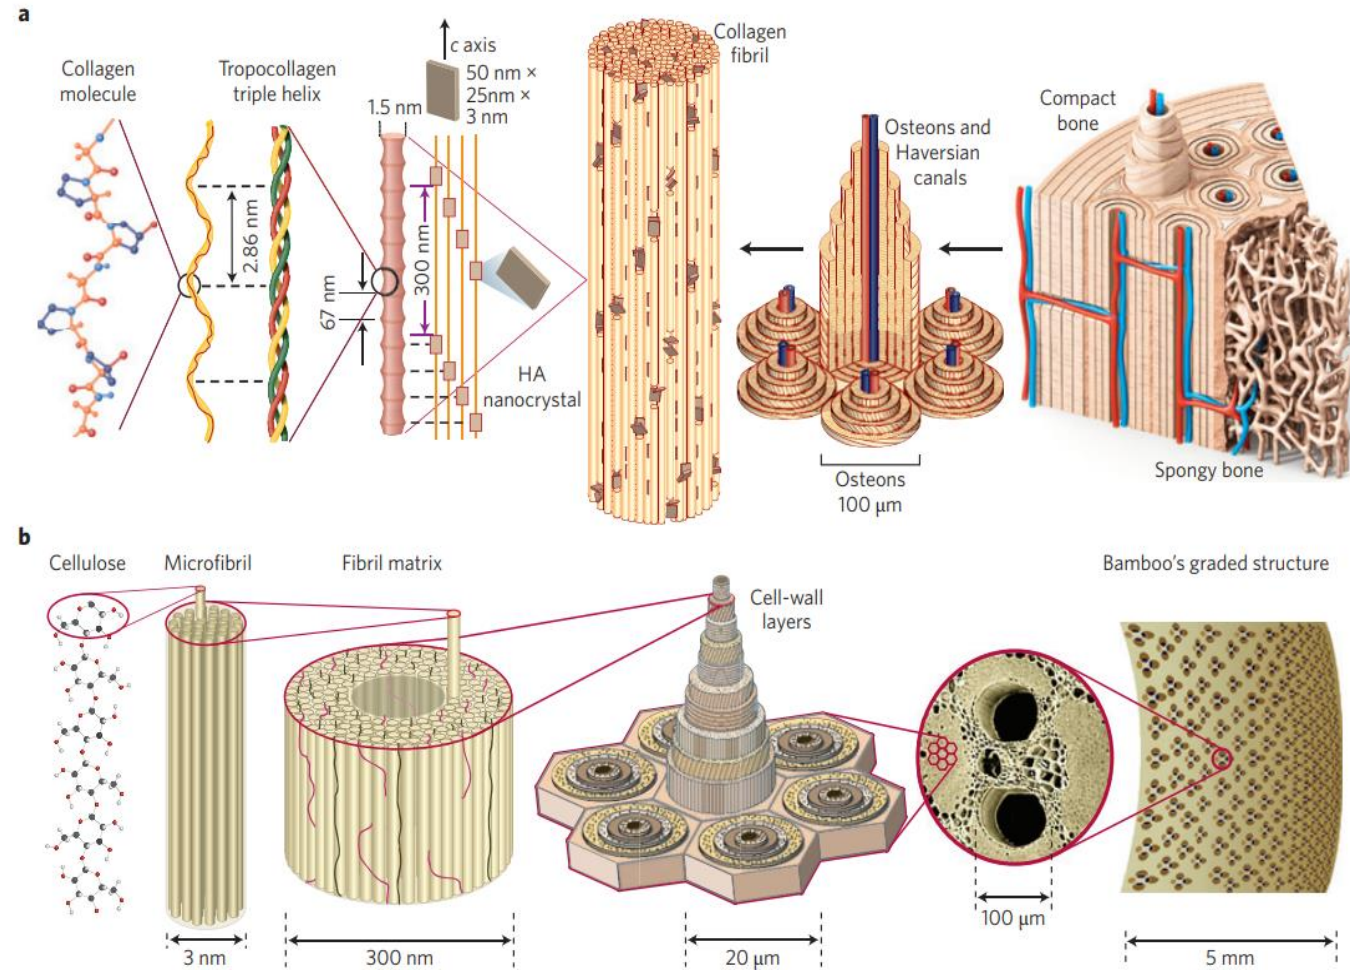 a
Collagen
molecule
Tropocollagen
triple helix
2.86 nm
1.5 nm
67 nm
c axis
50 nm ×
25nm ×
3 nm
300 nm
HA
nanocrystal
Collagen
fibril
Osteons and
Haversian
canals
Osteons
100 μm
Compact
bone
Spongy bone
b
Cellulose
Microfibril
3 nm
Fibril matrix
300 nm
Cell-wall
layers
20 μm
100 μm
Bamboo's graded structure
5 mm